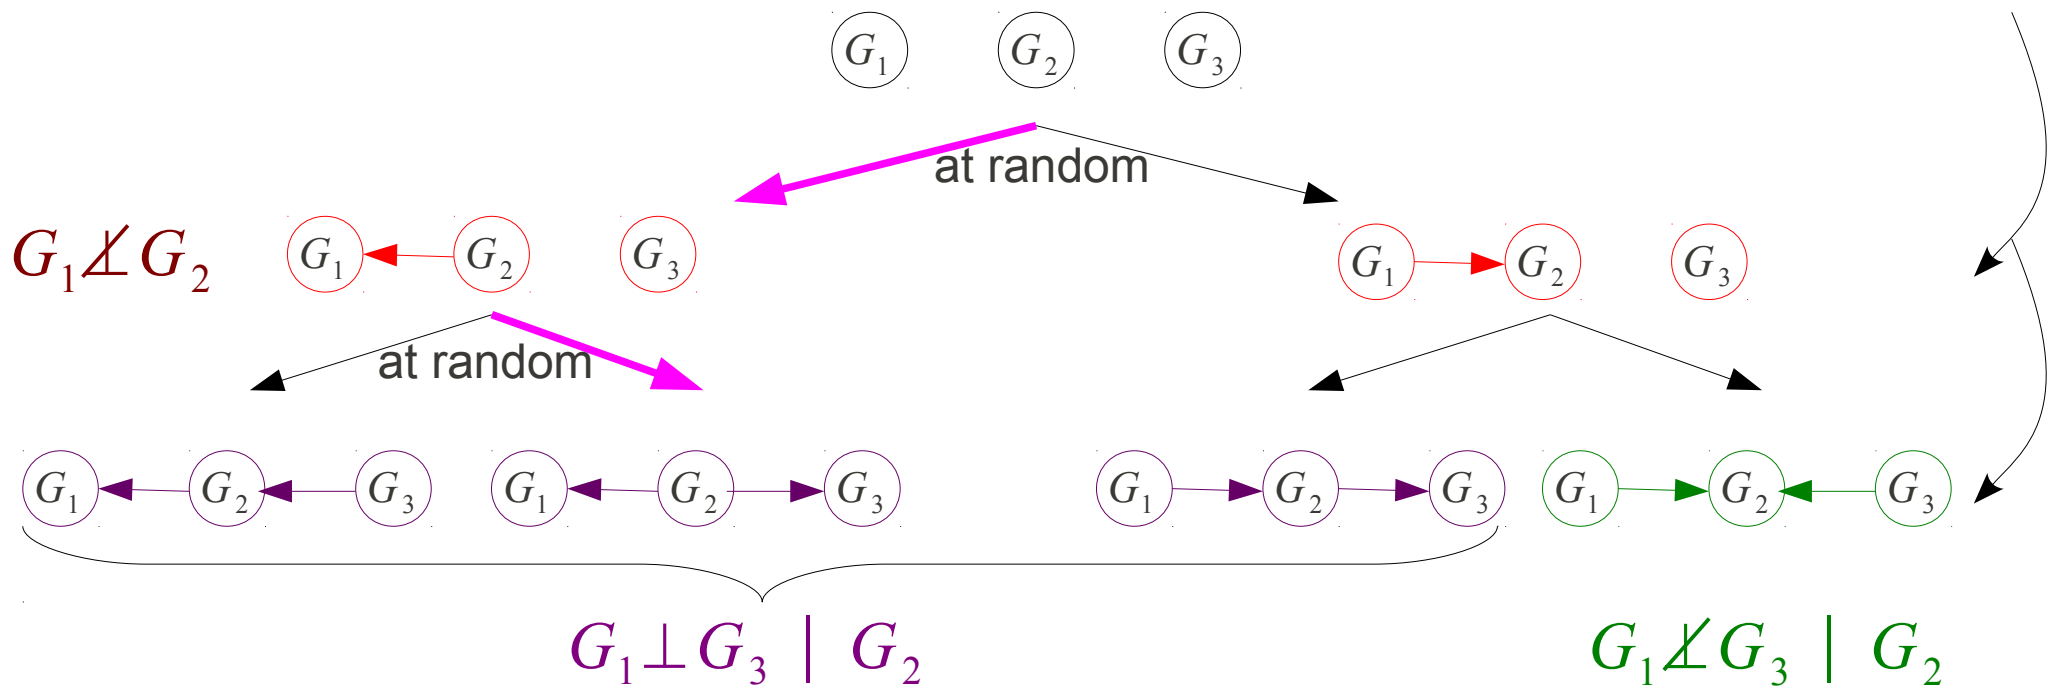 G₁ G₂ G₃
at random
G₁ ⊥̸ G₂ G₁ G₂ G₃ G₁ G₂ G₃
at random
G₁ G₂ G₃ G₁ G₂ G₃ G₁ G₂ G₃ G₁ G₂ G₃
G₁ ⊥ G₃ | G₂ G₁ ⊥̸ G₃ | G₂